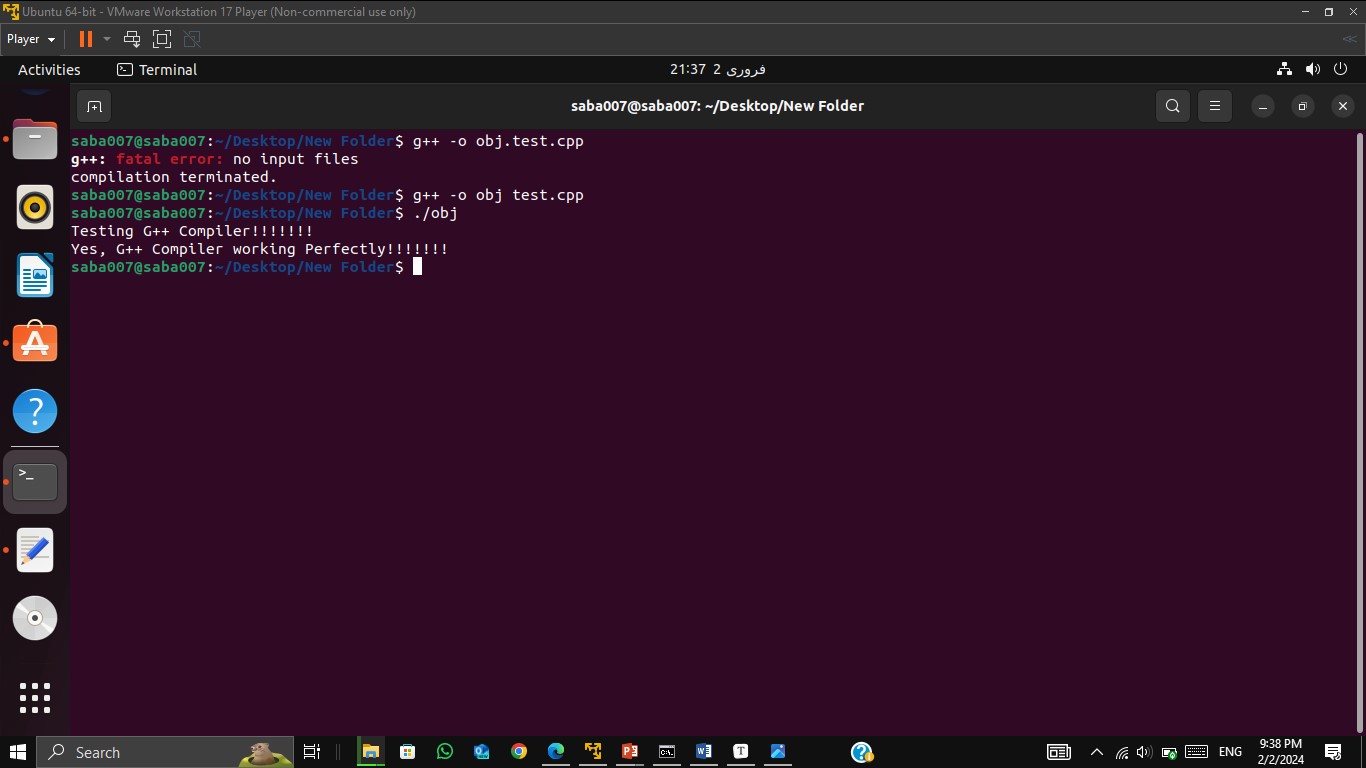 Ubuntu 64-bit - VMware Workstation 17 Player (Non-commercial use only)
Player
Activities
Terminal
21:37 2 فروری
saba007@saba007: ~/Desktop/New Folder
saba007@saba007:~/Desktop/New Folder$ g++ -o obj.test.cpp
g++: fatal error: no input files
compilation terminated.
saba007@saba007:~/Desktop/New Folder$ g++ -o obj test.cpp
saba007@saba007:~/Desktop/New Folder$ ./obj
Testing G++ Compiler!!!!!!!
Yes, G++ Compiler working Perfectly!!!!!!!
saba007@saba007:~/Desktop/New Folder$
Search
ENG
9:38 PM
2/2/2024